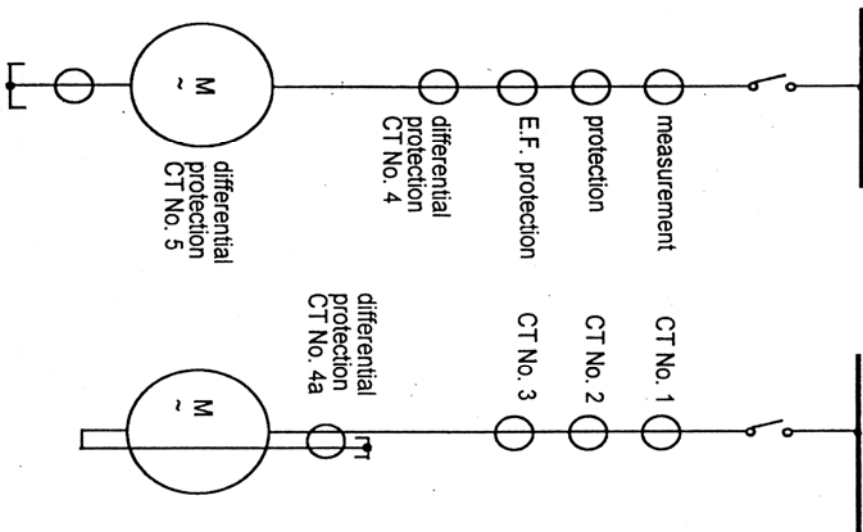 measurement
protection
E.F. protection
differential
protection
CT No. 4
M
~
differential
protection
CT No. 5
CT No. 1
CT No. 2
CT No. 3
differential
protection
CT No. 4a
M
~